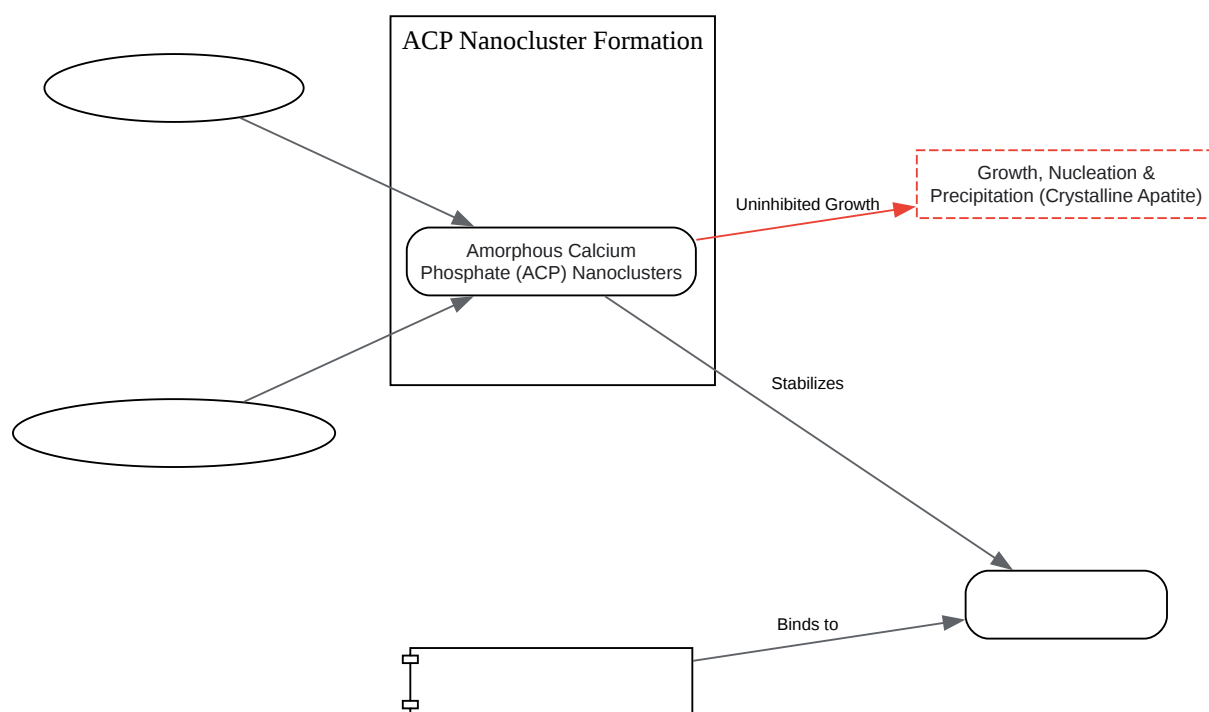 ACP Nanocluster Formation
Growth, Nucleation &
Precipitation (Crystalline Apatite)
Uninhibited Growth
Amorphous Calcium
Phosphate (ACP) Nanoclusters
Stabilizes
Binds to